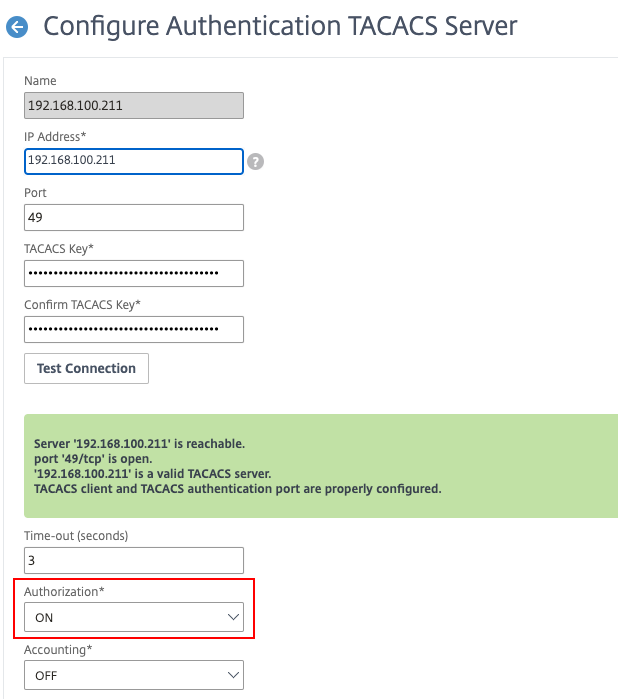 Configure Authentication TACACS Server
Name
192.168.100.211
IP Address*
192.168.100.211
?
Port
49
TACACS Key*
••••••••••••••••••••••••••••••••••••••
Confirm TACACS Key*
••••••••••••••••••••••••••••••••••••••
Test Connection
Server '192.168.100.211' is reachable.
port '49/tcp' is open.
'192.168.100.211' is a valid TACACS server.
TACACS client and TACACS authentication port are properly configured.
Time-out (seconds)
3
Authorization*
ON
Accounting*
OFF